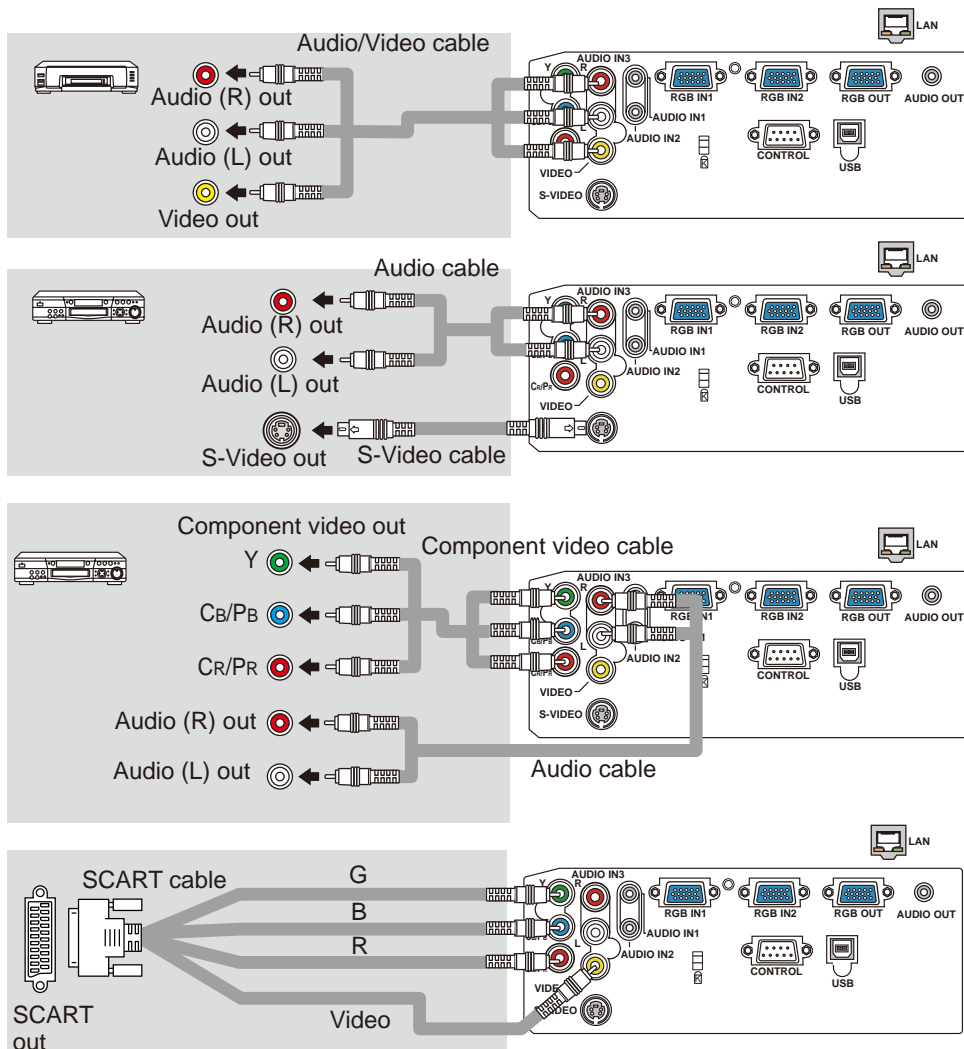 LAN
Audio/Video cable
Audio (R) out
Audio (L) out
Video out
AUDIO IN3
Y
R
L
AUDIO IN1
AUDIO IN2
VIDEO
S-VIDEO
RGB IN1
RGB IN2
RGB OUT
AUDIO OUT
CONTROL
USB
K
LAN
Audio cable
Audio (R) out
Audio (L) out
S-Video out
S-Video cable
AUDIO IN3
Y
R
L
CR/PR
AUDIO IN1
AUDIO IN2
VIDEO
RGB IN1
RGB IN2
RGB OUT
AUDIO OUT
CONTROL
USB
K
LAN
Component video out
Component video cable
Y
CB/PB
CR/PR
Audio (R) out
Audio (L) out
Audio cable
AUDIO IN3
Y
R
CB/PB
L
CR/PR
AUDIO IN2
VIDEO
S-VIDEO
RGB IN2
RGB OUT
AUDIO OUT
CONTROL
USB
K
LAN
SCART cable
G
B
R
Video
SCART
out
AUDIO IN3
Y
R
L
AUDIO IN1
AUDIO IN2
RGB IN1
RGB IN2
RGB OUT
AUDIO OUT
CONTROL
USB
K